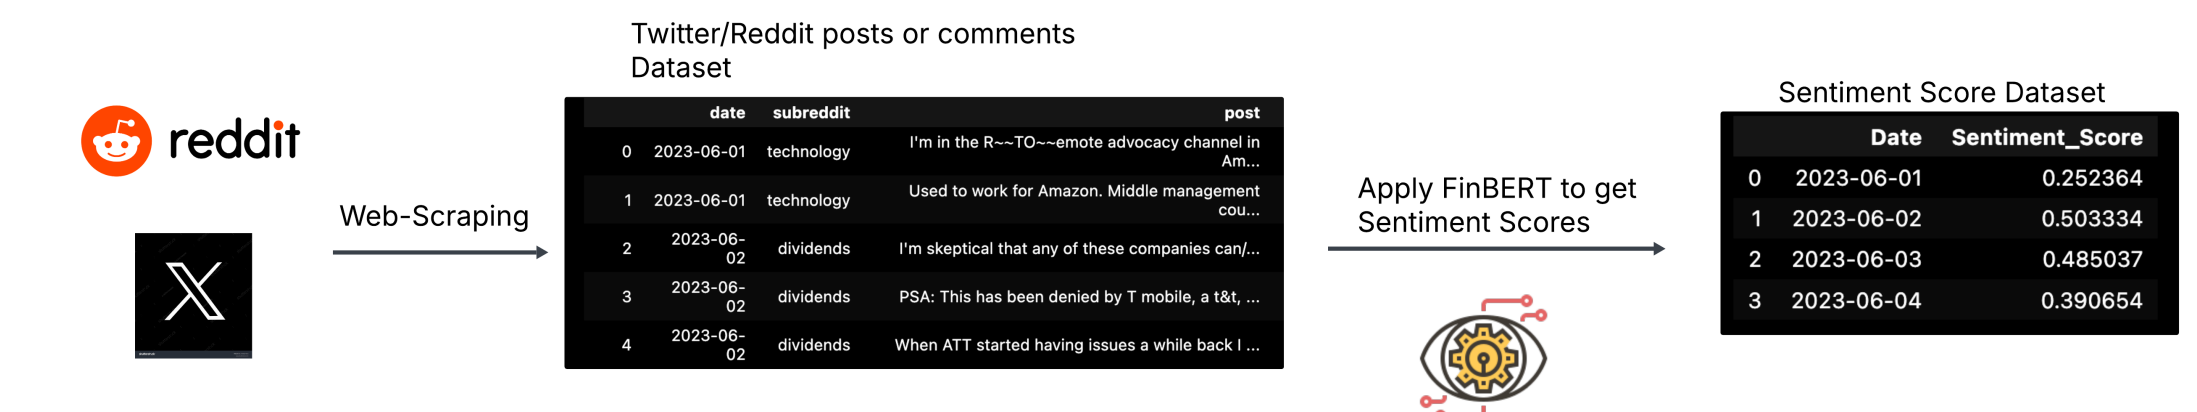 Twitter/Reddit posts or comments
Dataset
reddit
Web-Scraping
date subreddit post
0 2023-06-01 technology I'm in the R~~TO~~emote advocacy channel in
Am...
1 2023-06-01 technology Used to work for Amazon. Middle management
cou...
2 2023-06-
02 dividends I'm skeptical that any of these companies can/...
3 2023-06-
02 dividends PSA: This has been denied by T mobile, a t&t, ...
4 2023-06-
02 dividends When ATT started having issues a while back I ...
Apply FinBERT to get
Sentiment Scores
Sentiment Score Dataset
Date Sentiment_Score
0 2023-06-01 0.252364
1 2023-06-02 0.503334
2 2023-06-03 0.485037
3 2023-06-04 0.390654